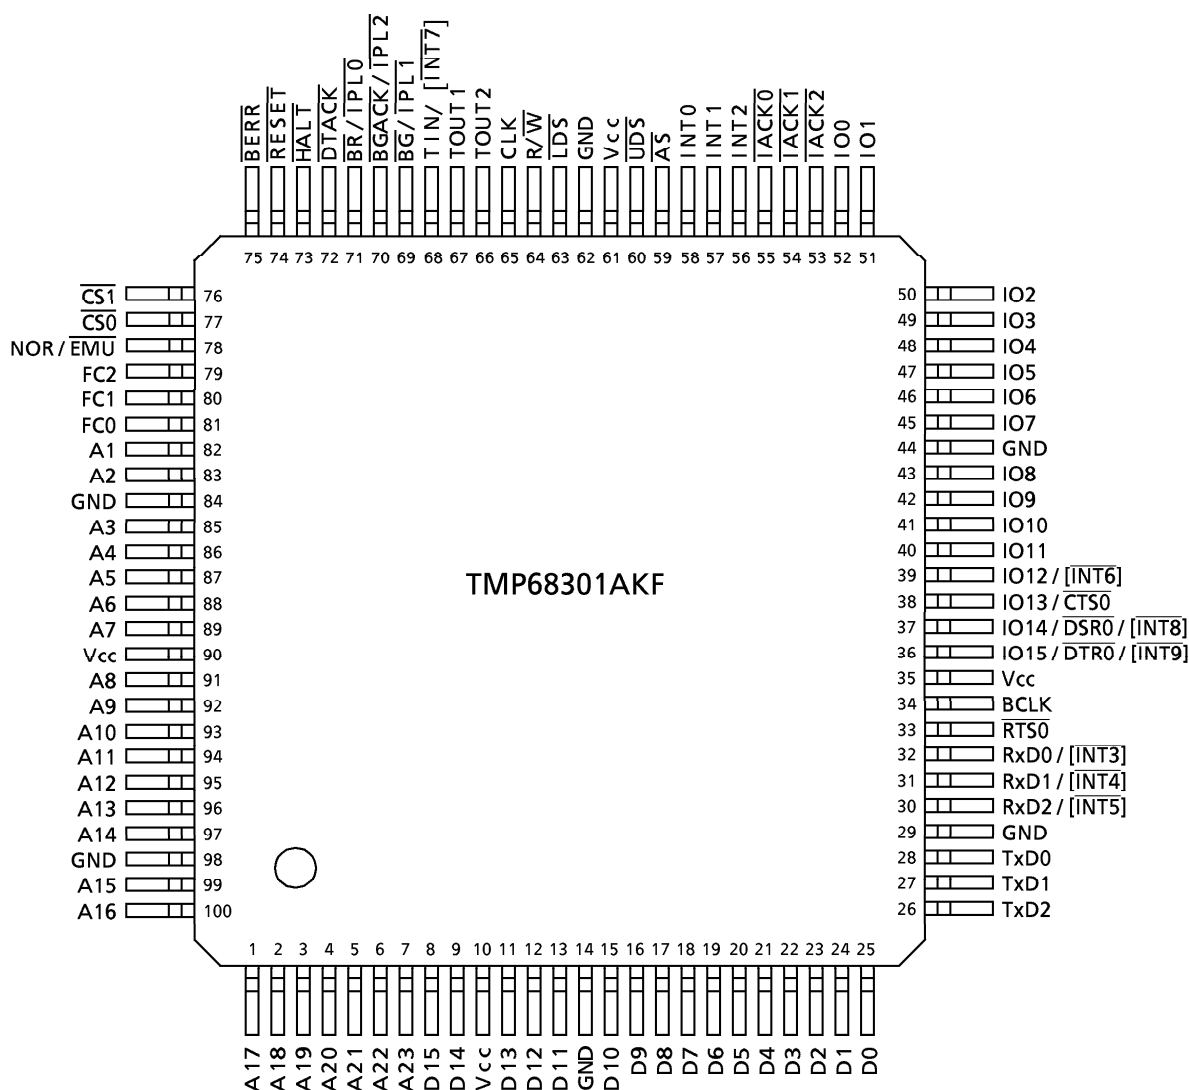 BERR
RESET
HALT
DTACK
BR/IPL0
BGACK/IPL2
BG/IPL1
TIN/ [INT7]
TOUT1
TOUT2
CLK
R/W
LDS
GND
Vcc
UDS
AS
INT0
INT1
INT2
IACK0
IACK1
IACK2
IO0
IO1
75 74 73 72 71 70 69 68 67 66 65 64 63 62 61 60 59 58 57 56 55 54 53 52 51
CS1 76
CS0 77
NOR / EMU 78
FC2 79
FC1 80
FC0 81
A1 82
A2 83
GND 84
A3 85
A4 86
A5 87
A6 88
A7 89
Vcc 90
A8 91
A9 92
A10 93
A11 94
A12 95
A13 96
A14 97
GND 98
A15 99
A16 100
TMP68301AKF
50 IO2
49 IO3
48 IO4
47 IO5
46 IO6
45 IO7
44 GND
43 IO8
42 IO9
41 IO10
40 IO11
39 IO12 / [INT6]
38 IO13 / CTS0
37 IO14 / DSR0 / [INT8]
36 IO15 / DTR0 / [INT9]
35 Vcc
34 BCLK
33 RTS0
32 RxD0 / [INT3]
31 RxD1 / [INT4]
30 RxD2 / [INT5]
29 GND
28 TxD0
27 TxD1
26 TxD2
1 2 3 4 5 6 7 8 9 10 11 12 13 14 15 16 17 18 19 20 21 22 23 24 25
A17
A18
A19
A20
A21
A22
A23
D15
D14
Vcc
D13
D12
D11
GND
D10
D9
D8
D7
D6
D5
D4
D3
D2
D1
D0